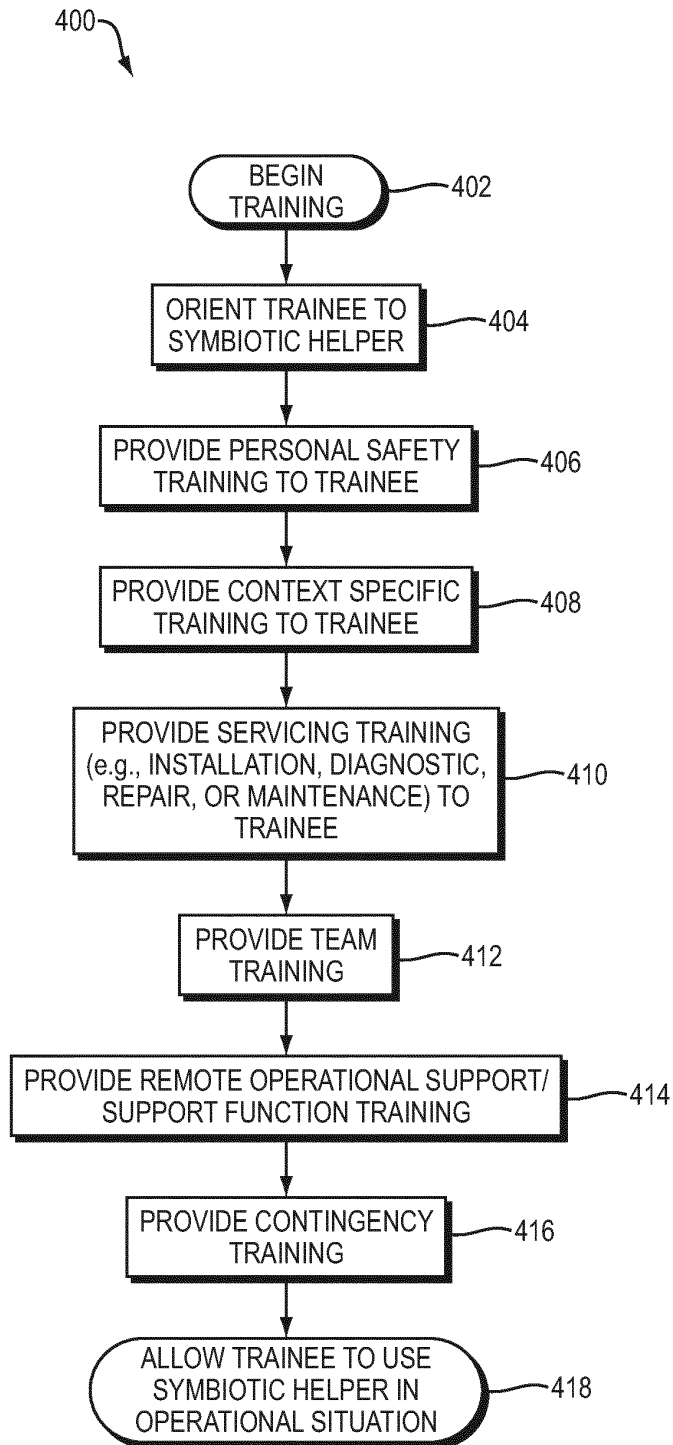 400
BEGIN
TRAINING
402
ORIENT TRAINEE TO
SYMBIOTIC HELPER
404
PROVIDE PERSONAL SAFETY
TRAINING TO TRAINEE
406
PROVIDE CONTEXT SPECIFIC
TRAINING TO TRAINEE
408
PROVIDE SERVICING TRAINING
(e.g., INSTALLATION, DIAGNOSTIC,
REPAIR, OR MAINTENANCE) TO
TRAINEE
410
PROVIDE TEAM
TRAINING
412
PROVIDE REMOTE OPERATIONAL SUPPORT/
SUPPORT FUNCTION TRAINING
414
PROVIDE CONTINGENCY
TRAINING
416
ALLOW TRAINEE TO USE
SYMBIOTIC HELPER IN
OPERATIONAL SITUATION
418